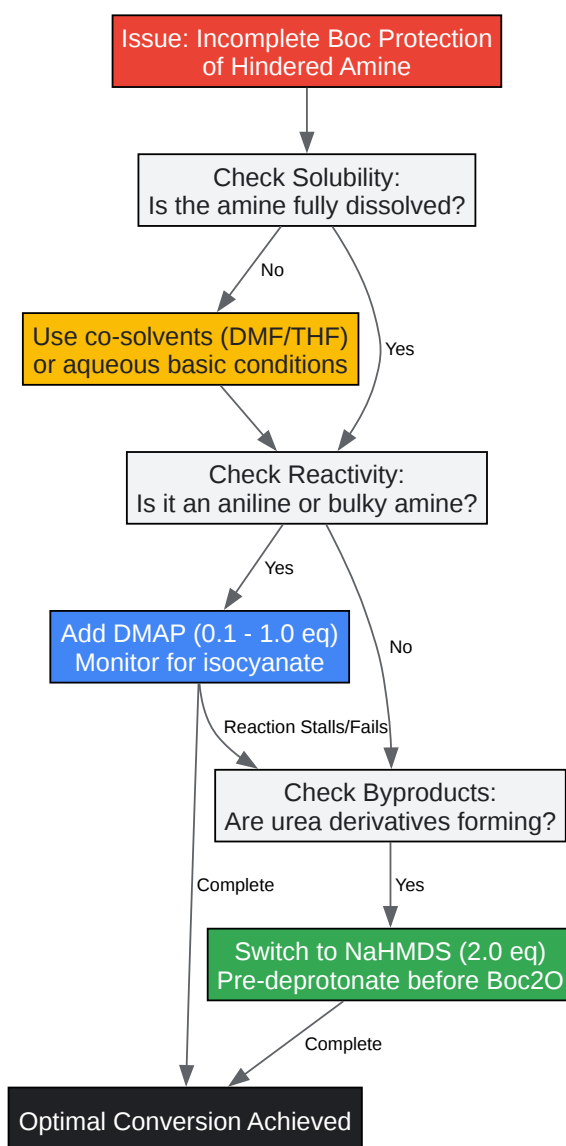 Issue: Incomplete Boc Protection
of Hindered Amine
Check Solubility:
Is the amine fully dissolved?
No
Yes
Use co-solvents (DMF/THF)
or aqueous basic conditions
Check Reactivity:
Is it an aniline or bulky amine?
Yes
No
Add DMAP (0.1 - 1.0 eq)
Monitor for isocyanate
Reaction Stalls/Fails
Check Byproducts:
Are urea derivatives forming?
Complete
Yes
Switch to NaHMDS (2.0 eq)
Pre-deprotonate before Boc2O
Complete
Optimal Conversion Achieved